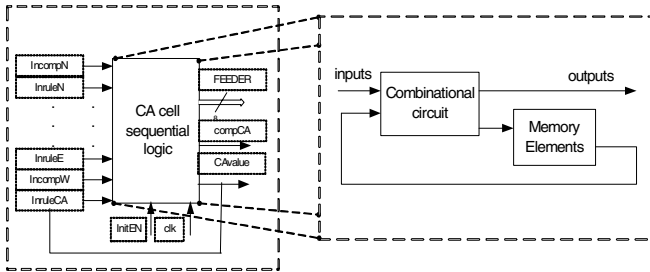 IncompN
InruleN
InruleE
IncompW
InruleCA
CA cell
sequential
logic
FEEDER
8
compCA
CAvalue
InitEN
clk
inputs
Combinational
circuit
outputs
Memory
Elements